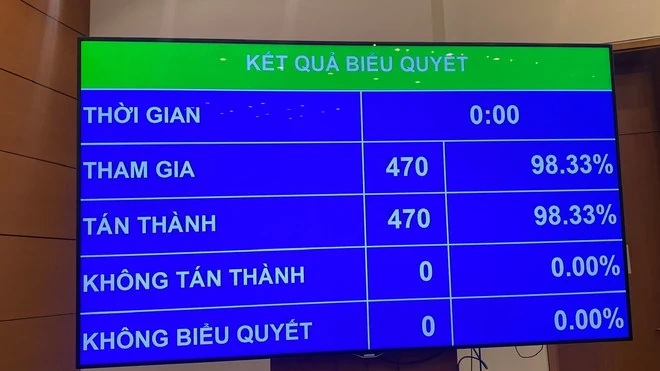 KẾT QUẢ BIỂU QUYẾT
THỜI GIAN 0:00
THAM GIA 470 98.33%
TÁN THÀNH 470 98.33%
KHÔNG TÁN THÀNH 0 0.00%
KHÔNG BIỂU QUYẾT 0 0.00%